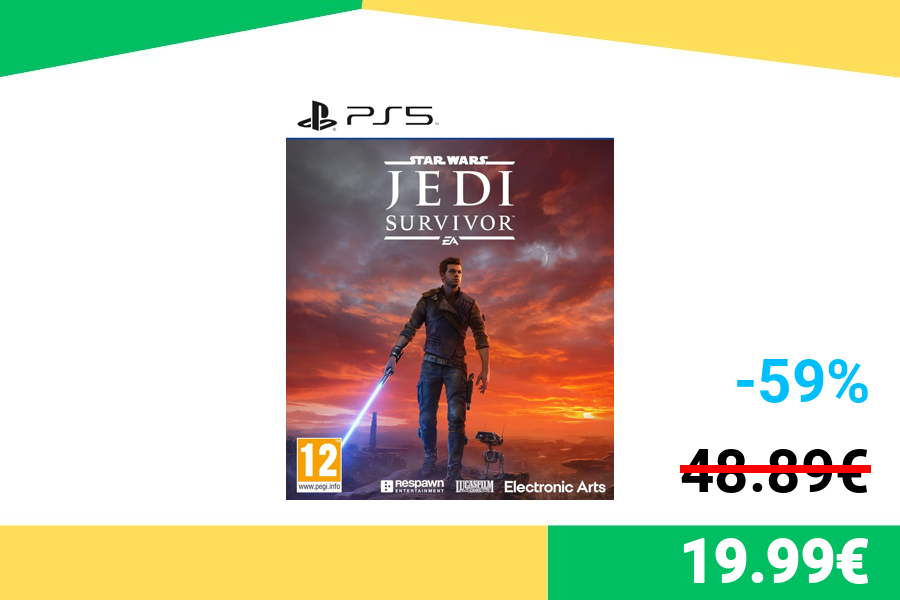 PS5
STAR WARS
JEDI
SURVIVOR
EA
-59%
48.89€
12
www.pegi.info
respawn
ENTERTAINMENT
LUCASFILM
Electronic Arts
19.99€